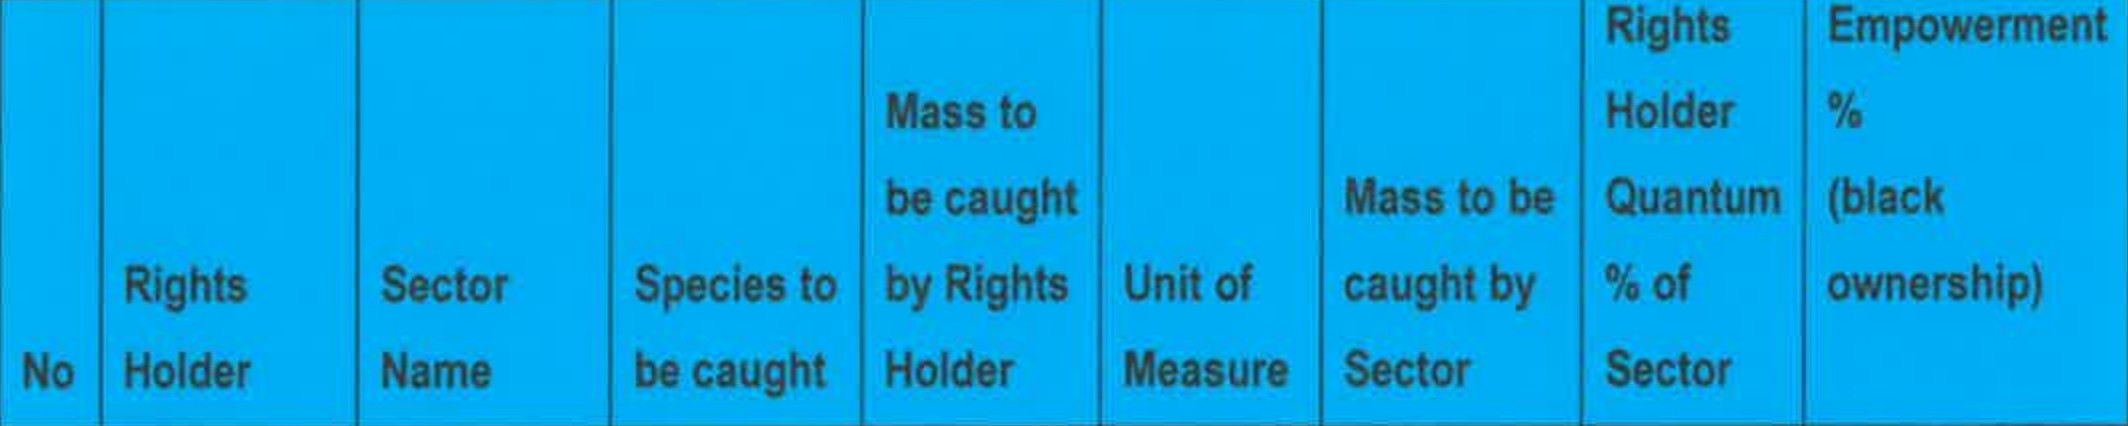 No
Rights
Holder
Sector
Name
Species to
be caught
Mass to
be caught
by Rights
Holder
Unit of
Measure
Mass to be
caught by
Sector
Rights
Holder
Quantum
% of
Sector
Empowerment
%
(black
ownership)